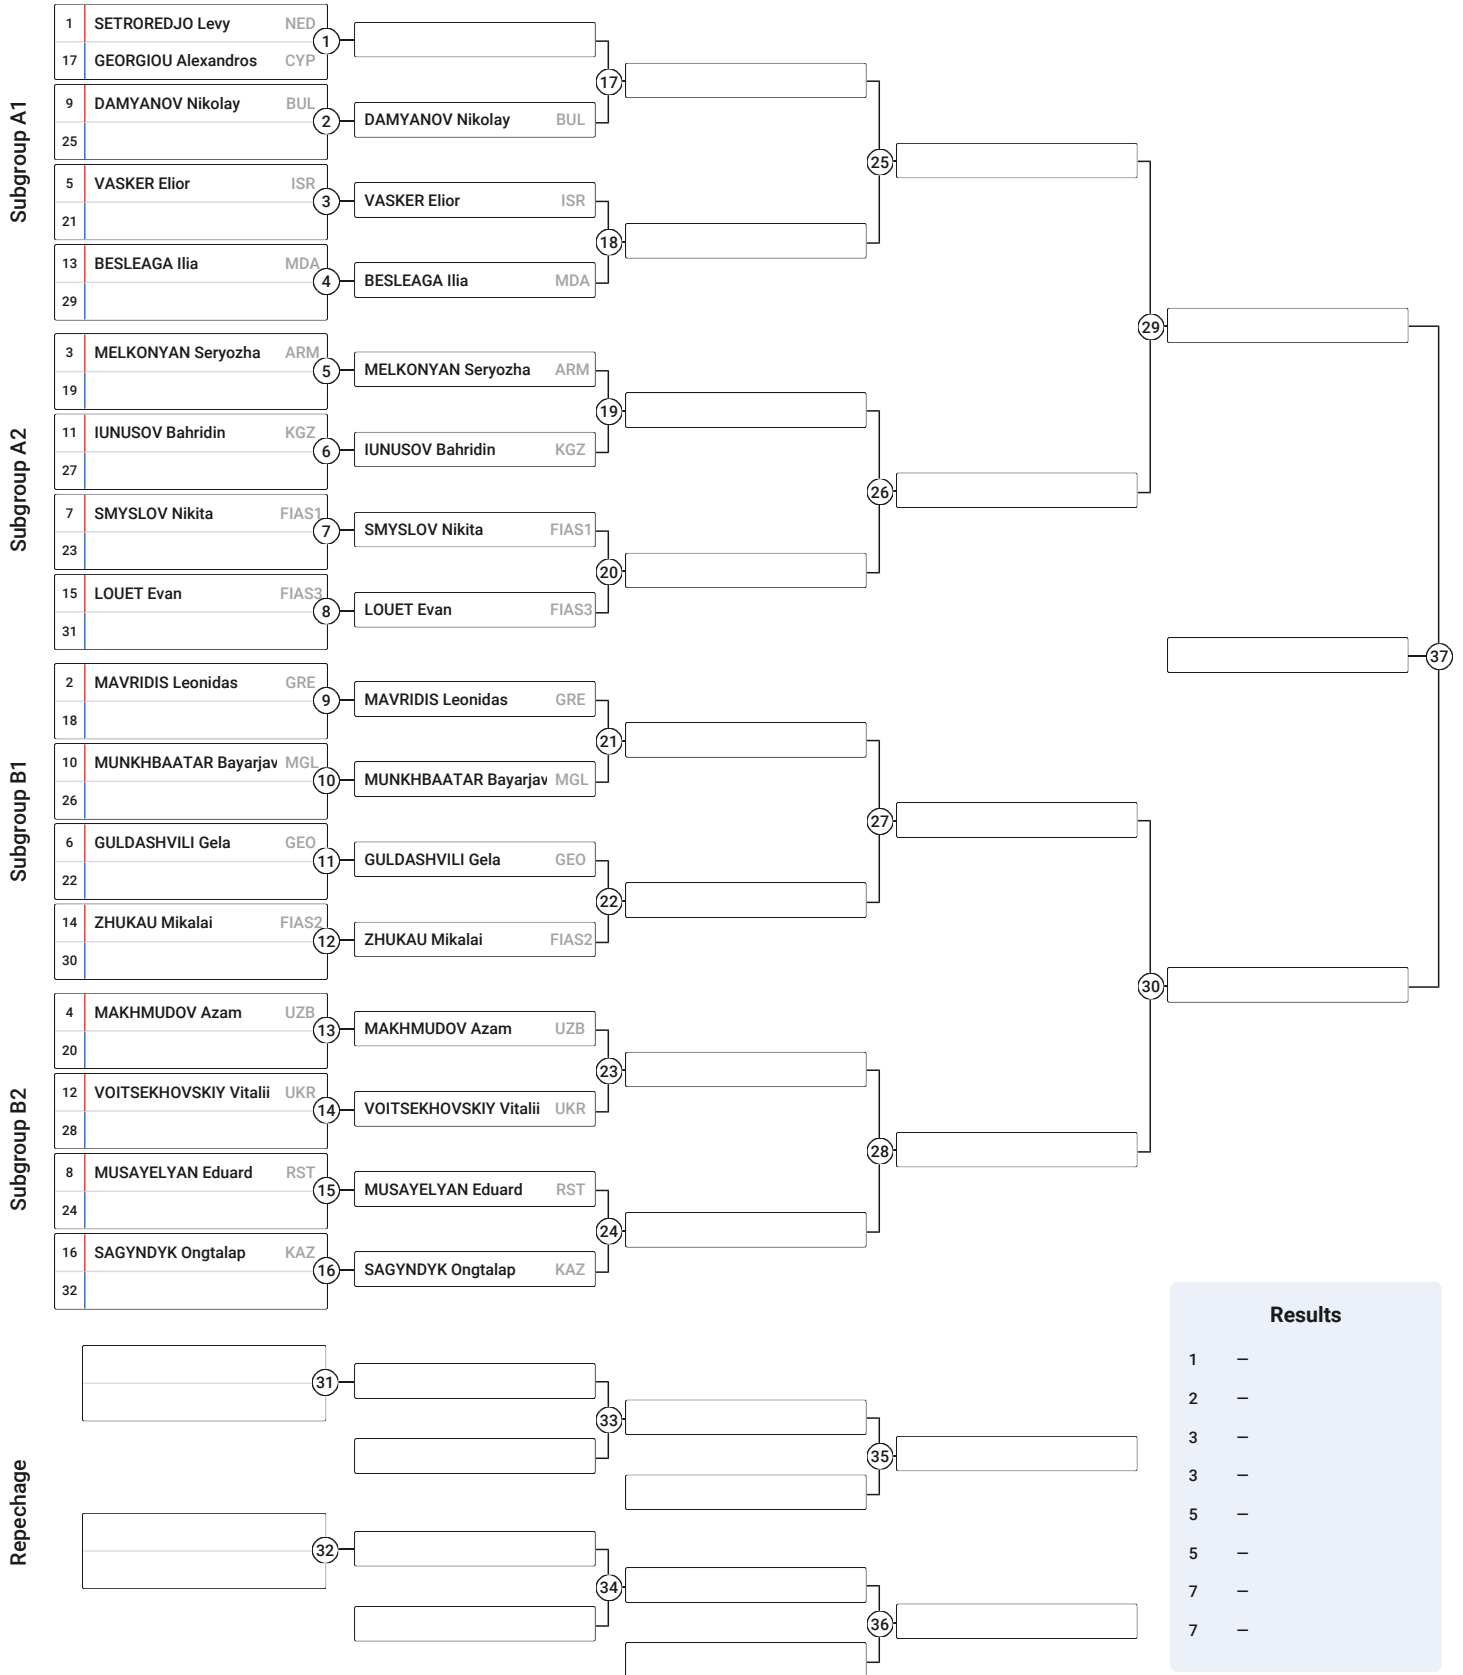 Subgroup A1
1 SETROREDJO Levy NED
17 GEORGIOU Alexandros CYP
1
9 DAMYANOV Nikolay BUL
25
2
DAMYANOV Nikolay BUL
17
5 VASKER Elior ISR
21
3
VASKER Elior ISR
13 BESLEAGA Ilia MDA
29
4
BESLEAGA Ilia MDA
18
25
Subgroup A2
3 MELKONYAN Seryozha ARM
19
5
MELKONYAN Seryozha ARM
11 IUNUSOV Bahridin KGZ
27
6
IUNUSOV Bahridin KGZ
19
7 SMYSLOV Nikita FIAS1
23
7
SMYSLOV Nikita FIAS1
15 LOUET Evan FIAS3
31
8
LOUET Evan FIAS3
20
26
29
Subgroup B1
2 MAVRIDIS Leonidas GRE
18
9
MAVRIDIS Leonidas GRE
10 MUNKHBAATAR Bayarjav MGL
26
10
MUNKHBAATAR Bayarjav MGL
21
6 GULDASHVILI Gela GEO
22
11
GULDASHVILI Gela GEO
14 ZHUKAU Mikalai FIAS2
30
12
ZHUKAU Mikalai FIAS2
22
27
Subgroup B2
4 MAKHMUDOV Azam UZB
20
13
MAKHMUDOV Azam UZB
12 VOITSEKHOVSKIY Vitalii UKR
28
14
VOITSEKHOVSKIY Vitalii UKR
23
8 MUSAYELYAN Eduard RST
24
15
MUSAYELYAN Eduard RST
16 SAGYNDYK Ongtalap KAZ
32
16
SAGYNDYK Ongtalap KAZ
24
28
30
37
Repechage
31
33
35
32
34
36
Results
1 –
2 –
3 –
3 –
5 –
5 –
7 –
7 –